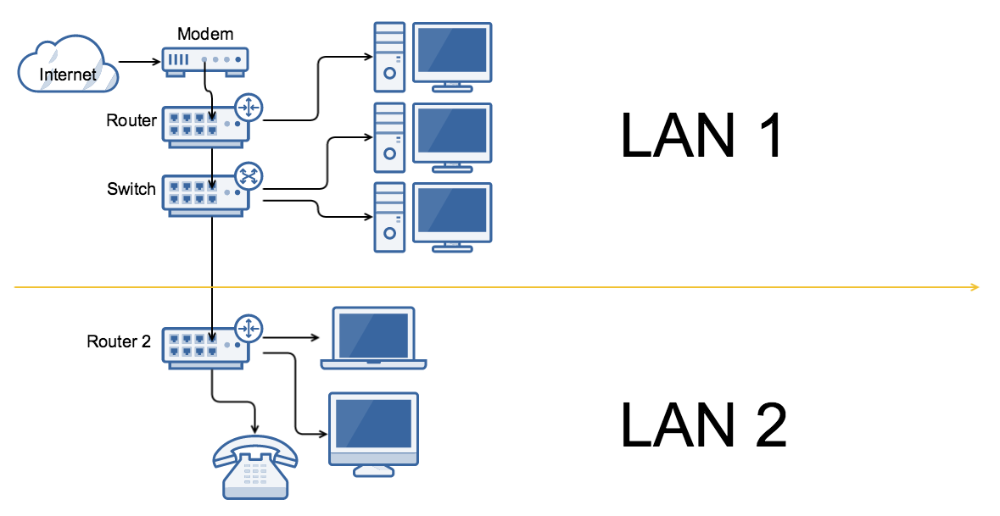 Modem
Internet
Router
LAN 1
Switch
Router 2
LAN 2